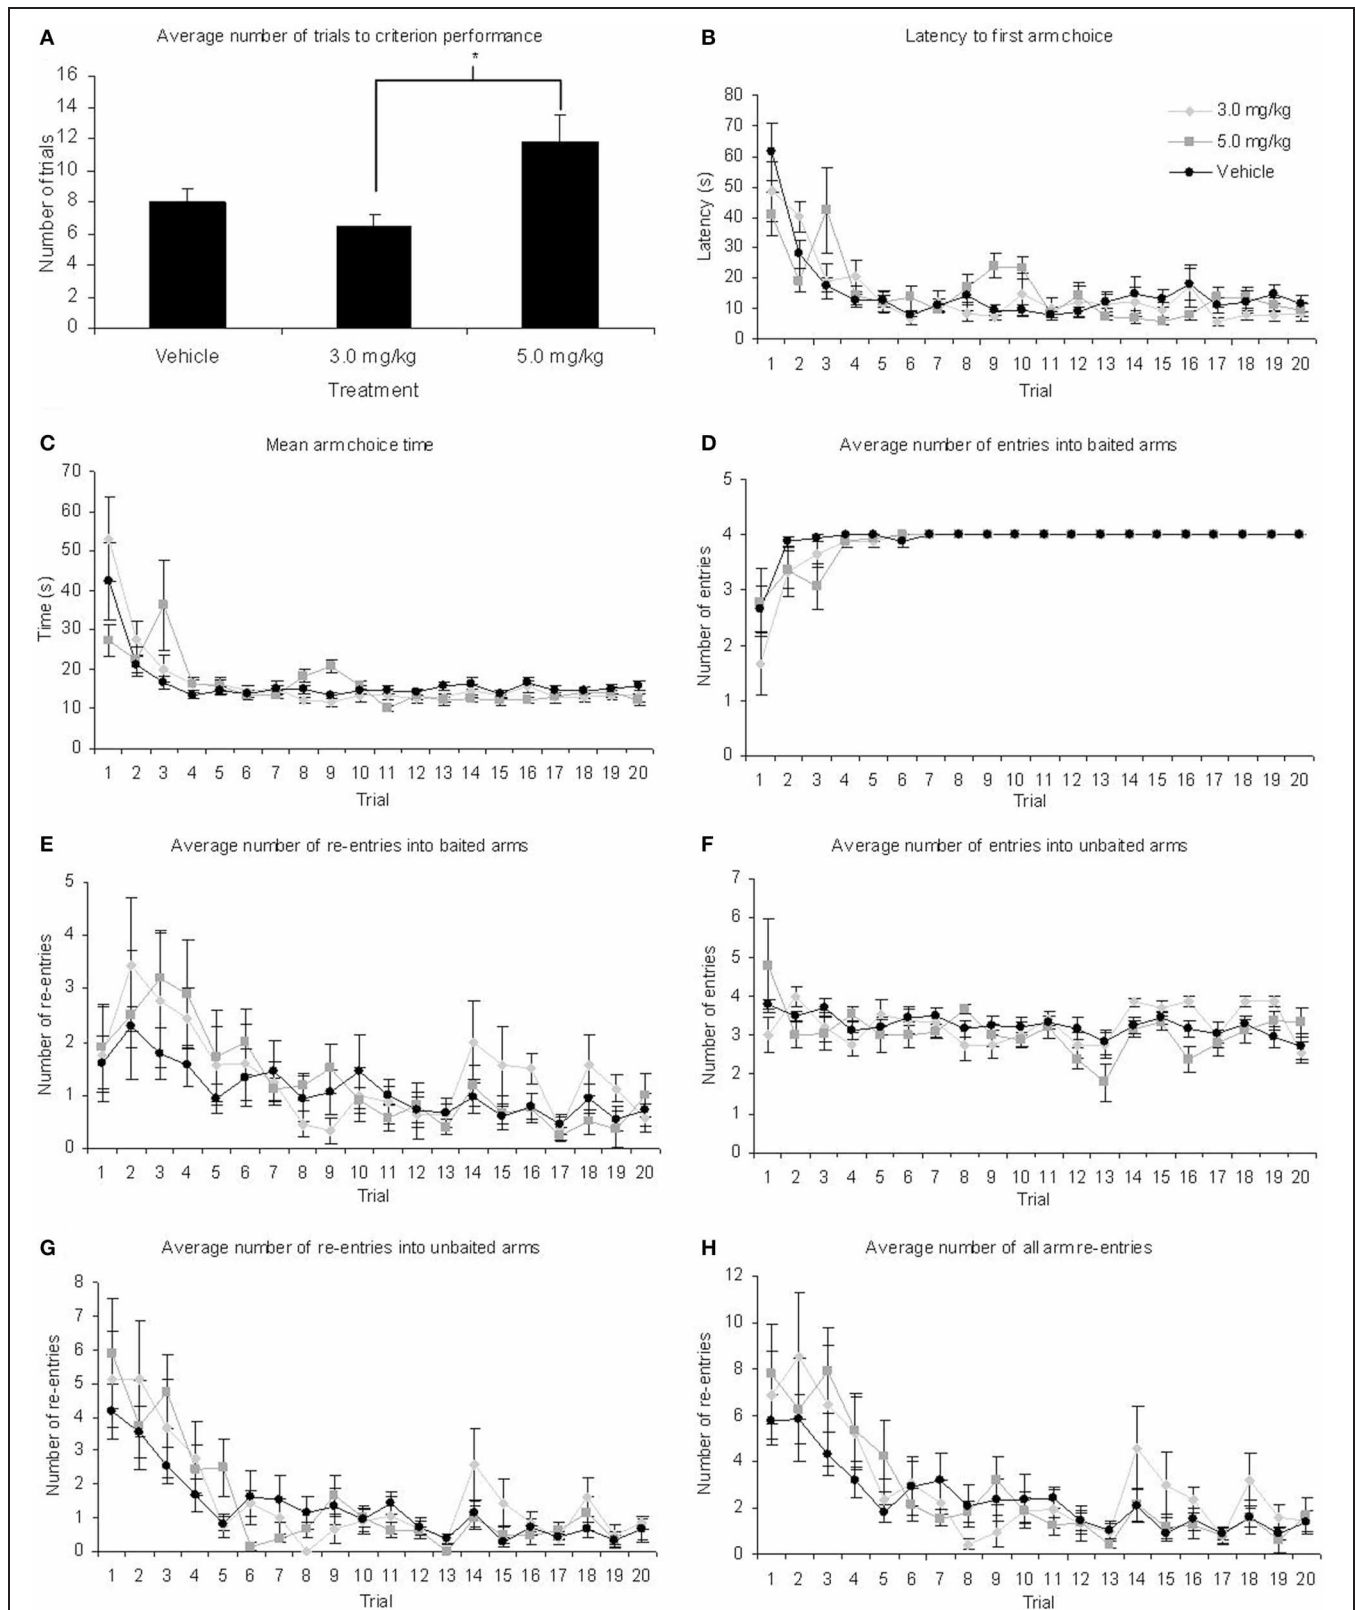 A
Average number of trials to criterion performance
*
16
14
12
10
8
6
4
2
0
Number of trials
Vehicle 3.0 mg/kg 5.0 mg/kg
Treatment
B
Latency to first arm choice
80
70
60
50
40
30
20
10
0
Latency (s)
3.0 mg/kg
5.0 mg/kg
Vehicle
1 2 3 4 5 6 7 8 9 10 11 12 13 14 15 16 17 18 19 20
Trial
C
Mean arm choice time
70
60
50
40
30
20
10
0
Time (s)
1 2 3 4 5 6 7 8 9 10 11 12 13 14 15 16 17 18 19 20
Trial
D
Average number of entries into baited arms
5
4
3
2
1
0
Number of entries
1 2 3 4 5 6 7 8 9 10 11 12 13 14 15 16 17 18 19 20
Trial
E
Average number of re-entries into baited arms
5
4
3
2
1
0
Number of re-entries
1 2 3 4 5 6 7 8 9 10 11 12 13 14 15 16 17 18 19 20
Trial
F
Average number of entries into unbaited arms
7
6
5
4
3
2
1
0
Number of entries
1 2 3 4 5 6 7 8 9 10 11 12 13 14 15 16 17 18 19 20
Trial
G
Average number of re-entries into unbaited arms
8
7
6
5
4
3
2
1
0
Number of re-entries
1 2 3 4 5 6 7 8 9 10 11 12 13 14 15 16 17 18 19 20
Trial
H
Average number of all arm re-entries
12
10
8
6
4
2
0
Number of re-entries
1 2 3 4 5 6 7 8 9 10 11 12 13 14 15 16 17 18 19 20
Trial